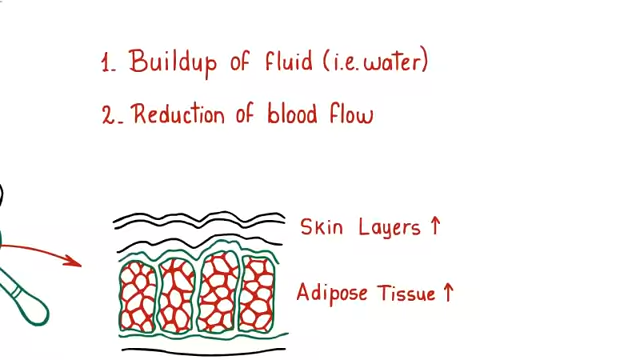 1. Buildup of fluid (i.e. water)
2. Reduction of blood flow
Skin Layers ↑
Adipose Tissue ↑